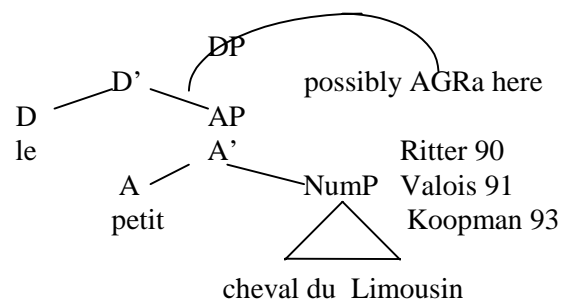 DP
D’ possibly AGRa here
D AP
le A’ Ritter 90
A NumP Valois 91
petit Koopman 93
cheval du Limousin